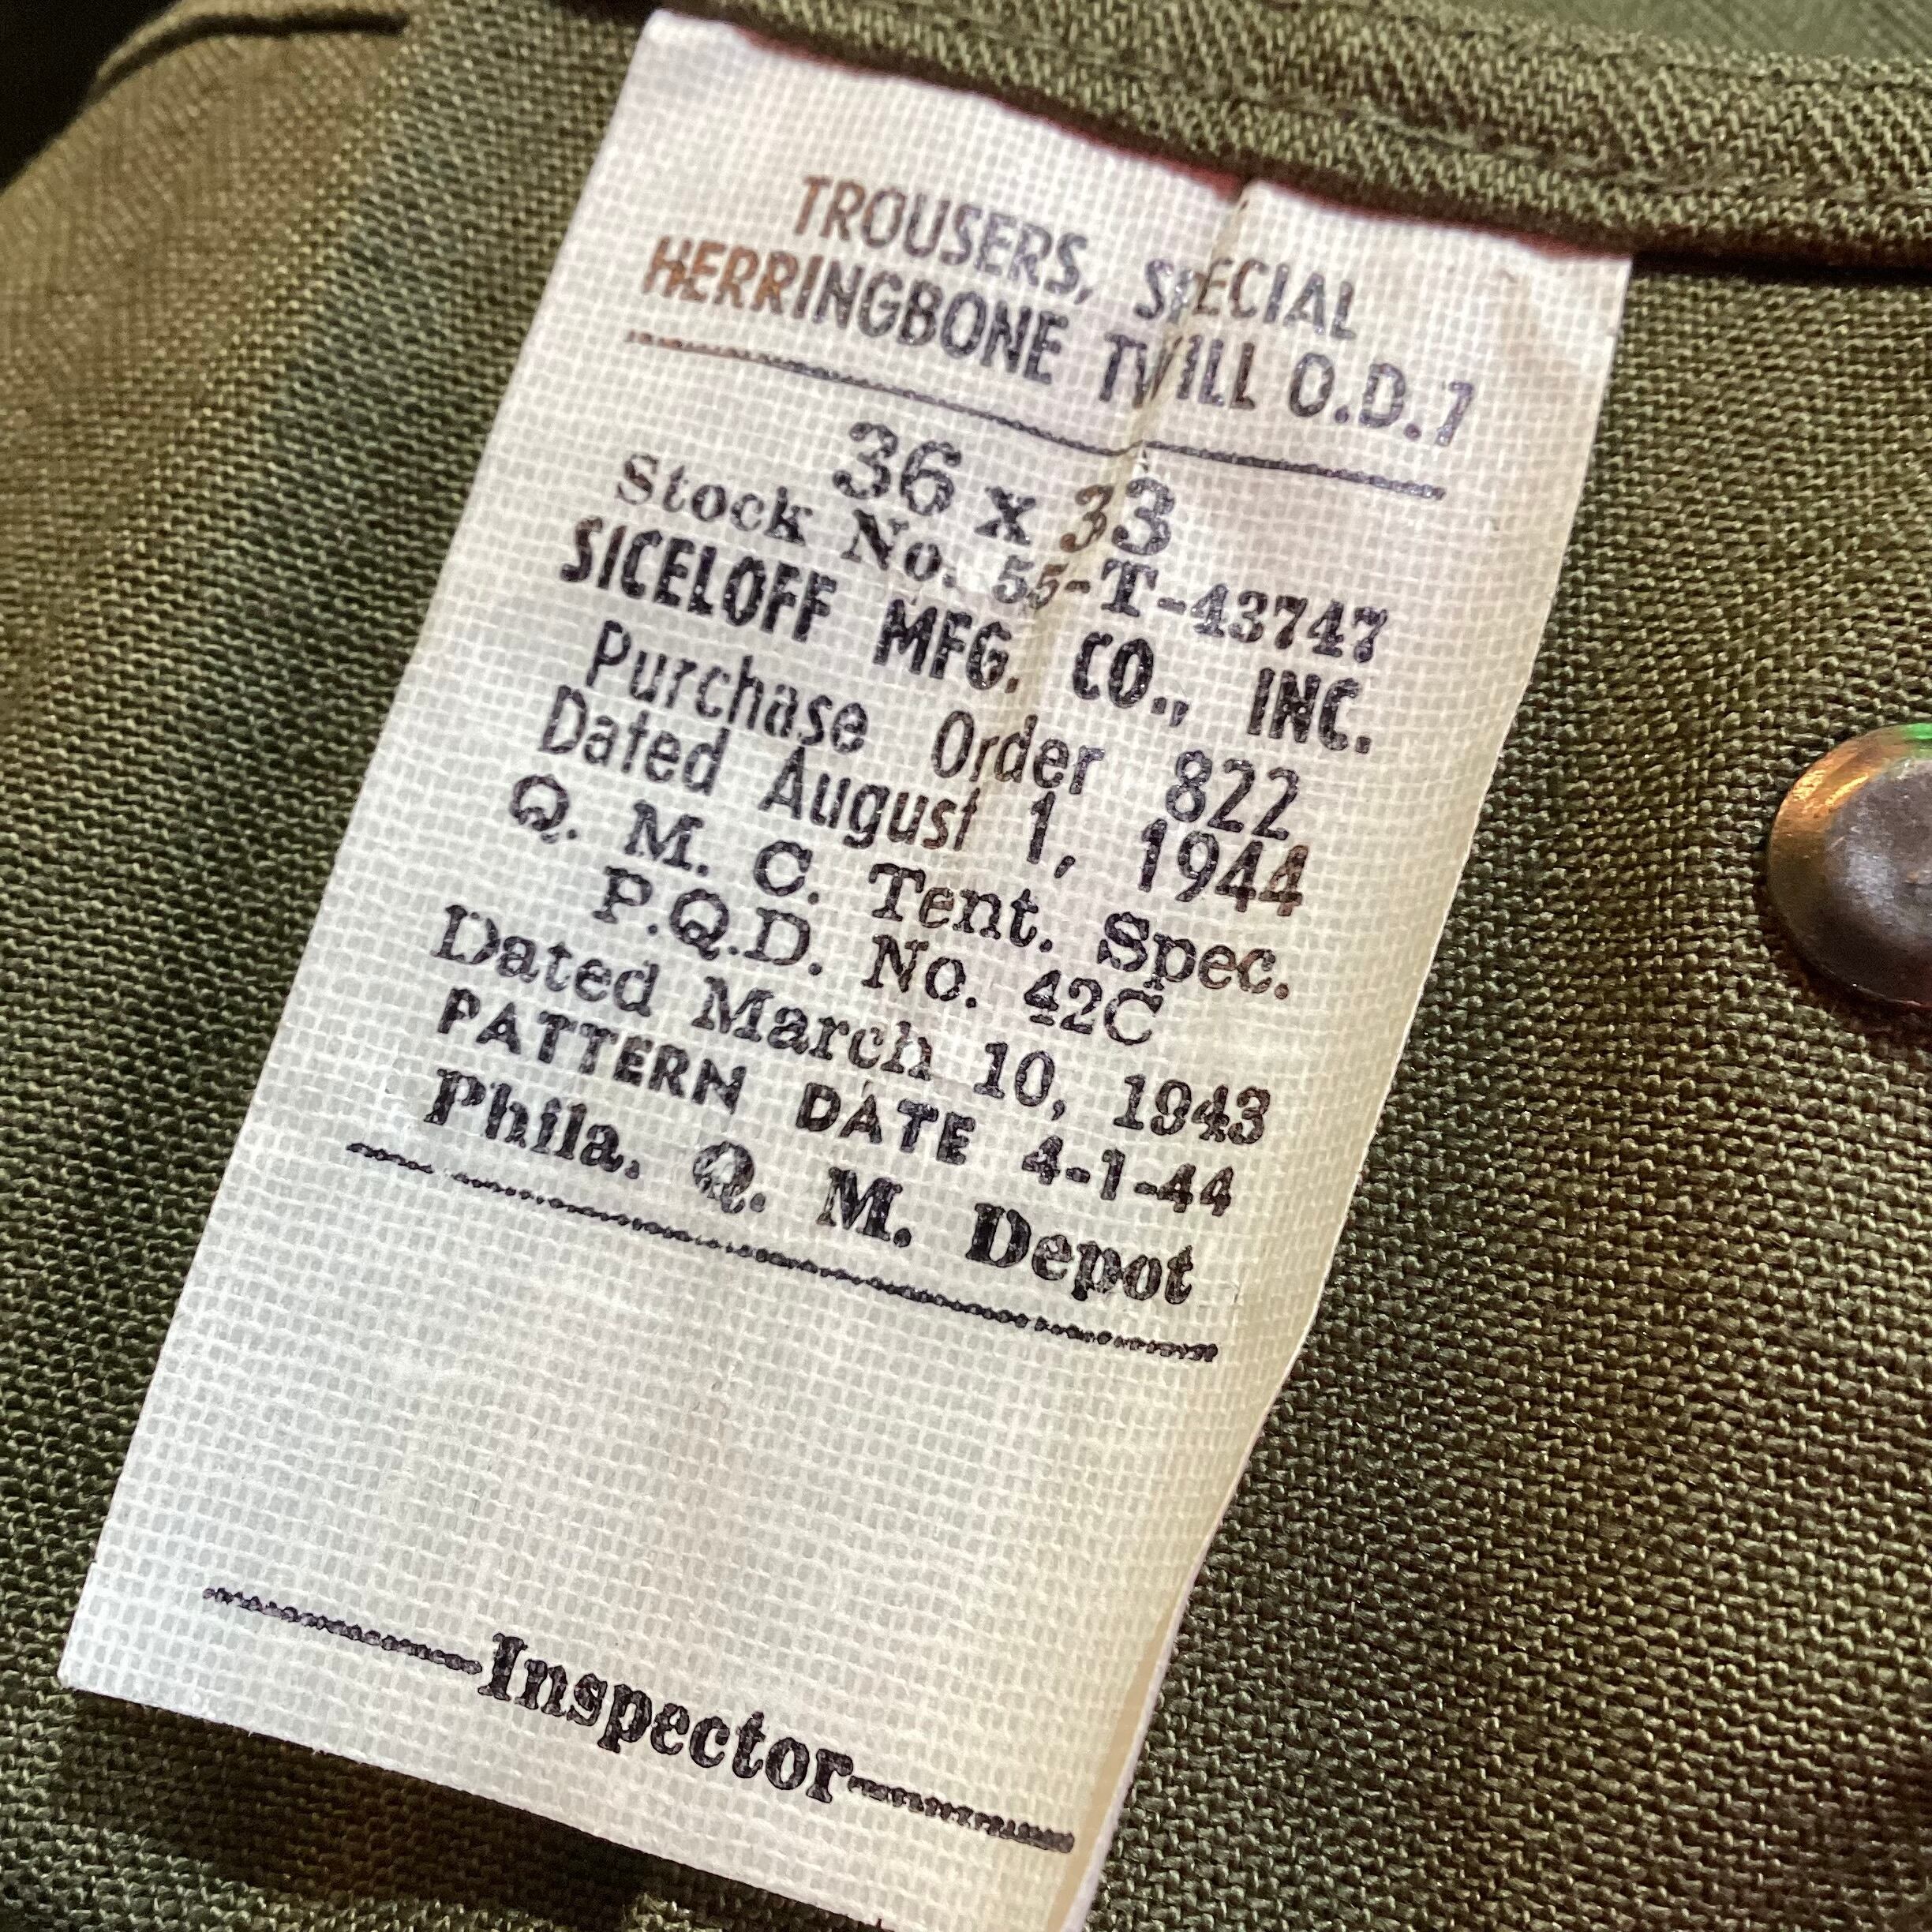 TROUSERS, SPECIAL
HERRINGBONE TWILL O.D.7
36 x 33
Stock No. 55-T-43747
SICELOFF MFG. CO., INC.
Purchase Order 822
Dated August 1, 1944
Q. M. C. Tent. Spec.
P.Q.D. No. 42C
Dated March 10, 1943
PATTERN DATE 4-1-44
Phila. Q. M. Depot
Inspector